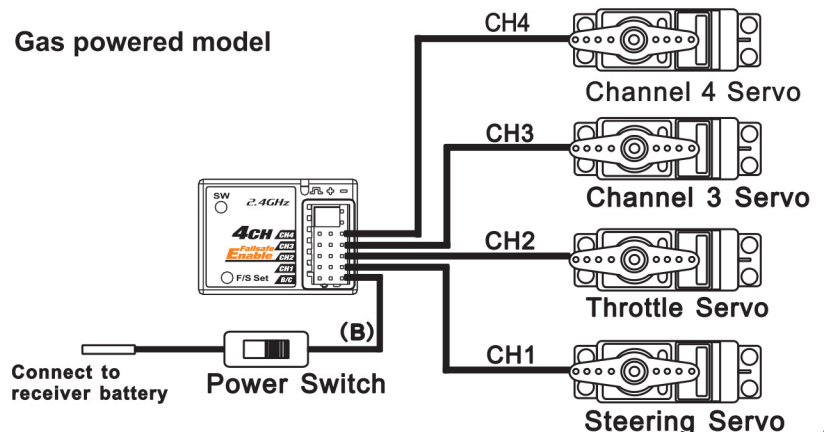 Gas powered model
CH4
Channel 4 Servo
CH3
Channel 3 Servo
SW
2.4GHz
+ -
4CH CH4
Failsafe CH3
Enable CH2
CH1
F/S Set B/C
CH2
Throttle Servo
(B)
CH1
Steering Servo
Connect to
receiver battery
Power Switch